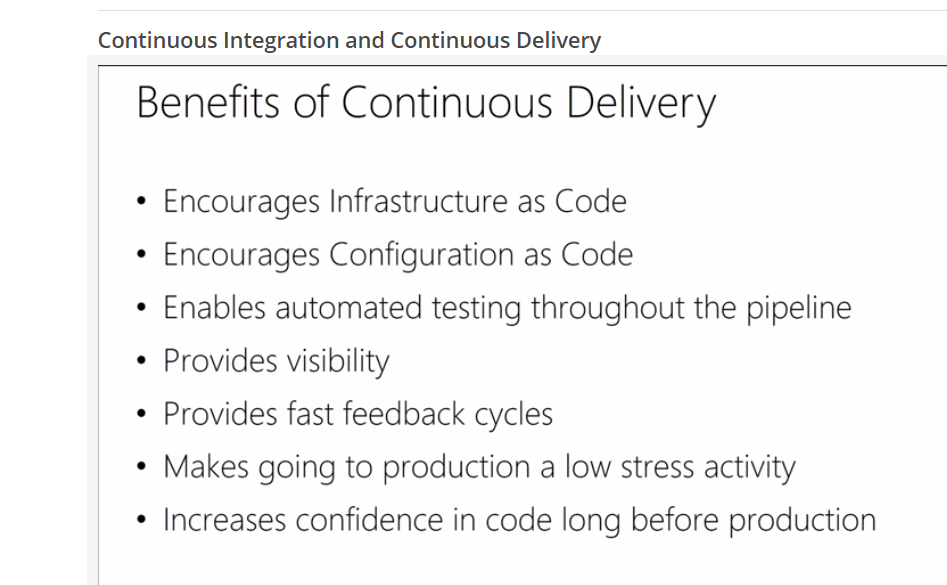 Continuous Integration and Continuous Delivery
Benefits of Continuous Delivery
• Encourages Infrastructure as Code
• Encourages Configuration as Code
• Enables automated testing throughout the pipeline
• Provides visibility
• Provides fast feedback cycles
• Makes going to production a low stress activity
• Increases confidence in code long before production